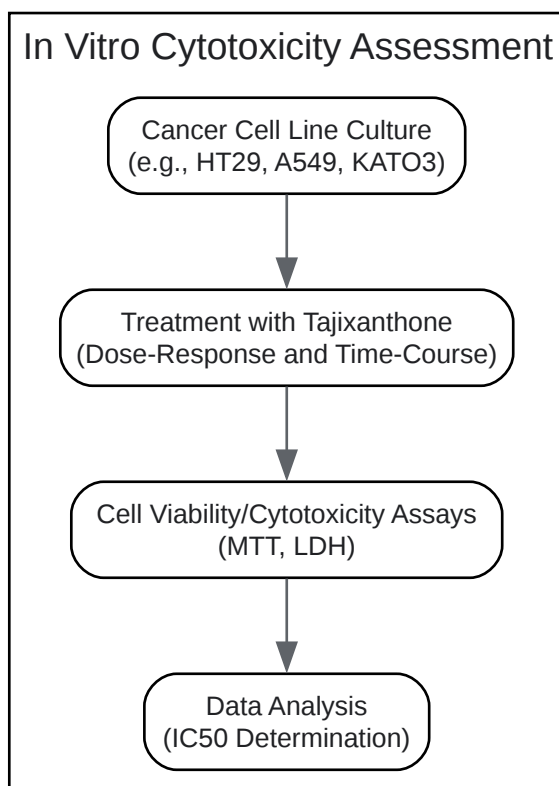 In Vitro Cytotoxicity Assessment
Cancer Cell Line Culture
(e.g., HT29, A549, KATO3)
Treatment with Tajixanthone
(Dose-Response and Time-Course)
Cell Viability/Cytotoxicity Assays
(MTT, LDH)
Data Analysis
(IC50 Determination)